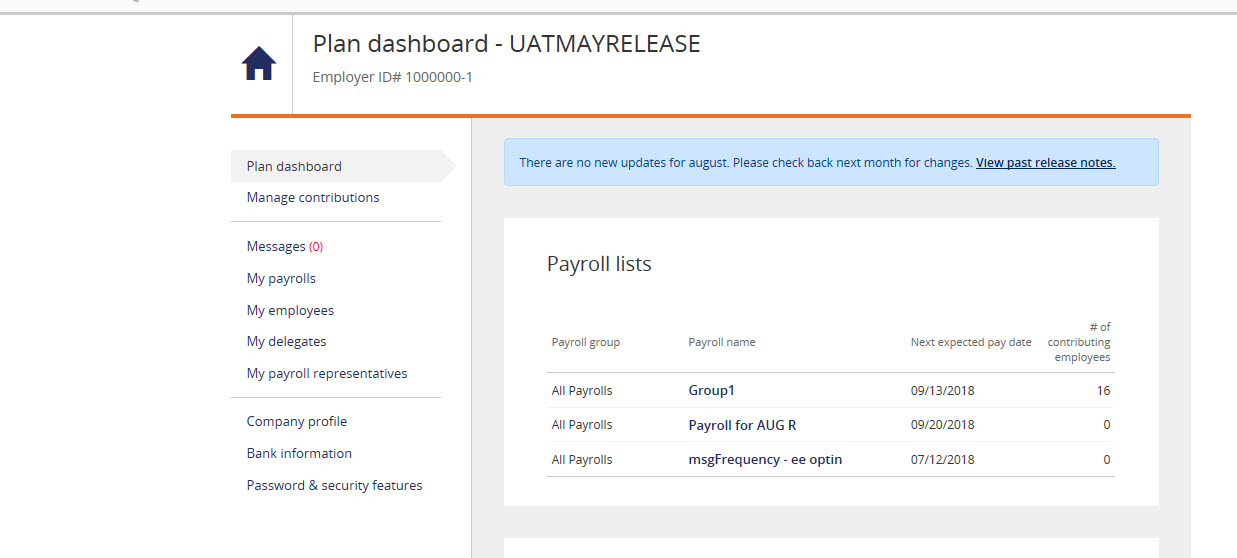 Plan dashboard - UATMAYRELEASE
Employer ID# 1000000-1
Plan dashboard
Manage contributions
Messages (0)
My payrolls
My employees
My delegates
My payroll representatives
Company profile
Bank information
Password & security features
There are no new updates for august. Please check back next month for changes. View past release notes.
Payroll lists
Payroll group Payroll name Next expected pay date # of contributing employees
All Payrolls Group1 09/13/2018 16
All Payrolls Payroll for AUG R 09/20/2018 0
All Payrolls msgFrequency - ee optin 07/12/2018 0